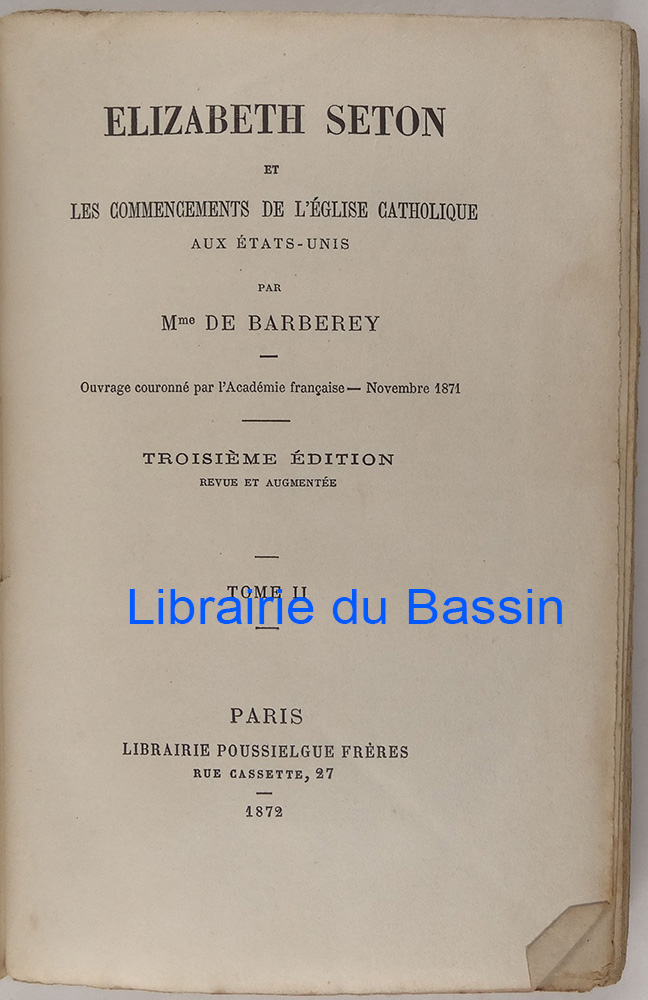 ELIZABETH SETON
ET
LES COMMENCEMENTS DE L'ÉGLISE CATHOLIQUE
AUX ÉTATS-UNIS
PAR
Mme DE BARBEREY
Ouvrage couronné par l'Académie française — Novembre 1871
TROISIÈME ÉDITION
REVUE ET AUGMENTÉE
TOME II
Librairie du Bassin
PARIS
LIBRAIRIE POUSSIELGUE FRÈRES
RUE CASSETTE, 27
1872